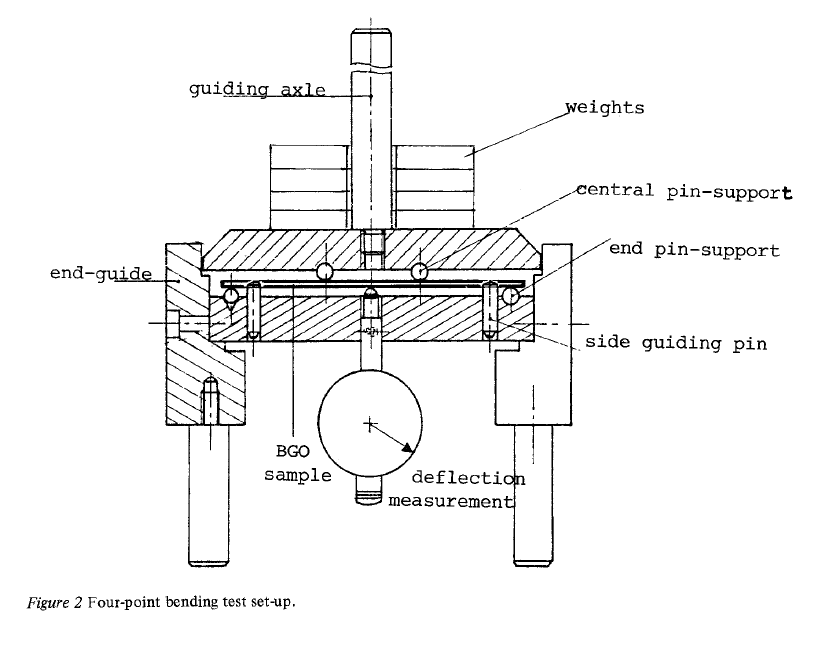 guiding axle
weights
central pin-support
end pin-support
end-guide
side guiding pin
BGO
sample
deflection
measurement
Figure 2 Four-point bending test set-up.